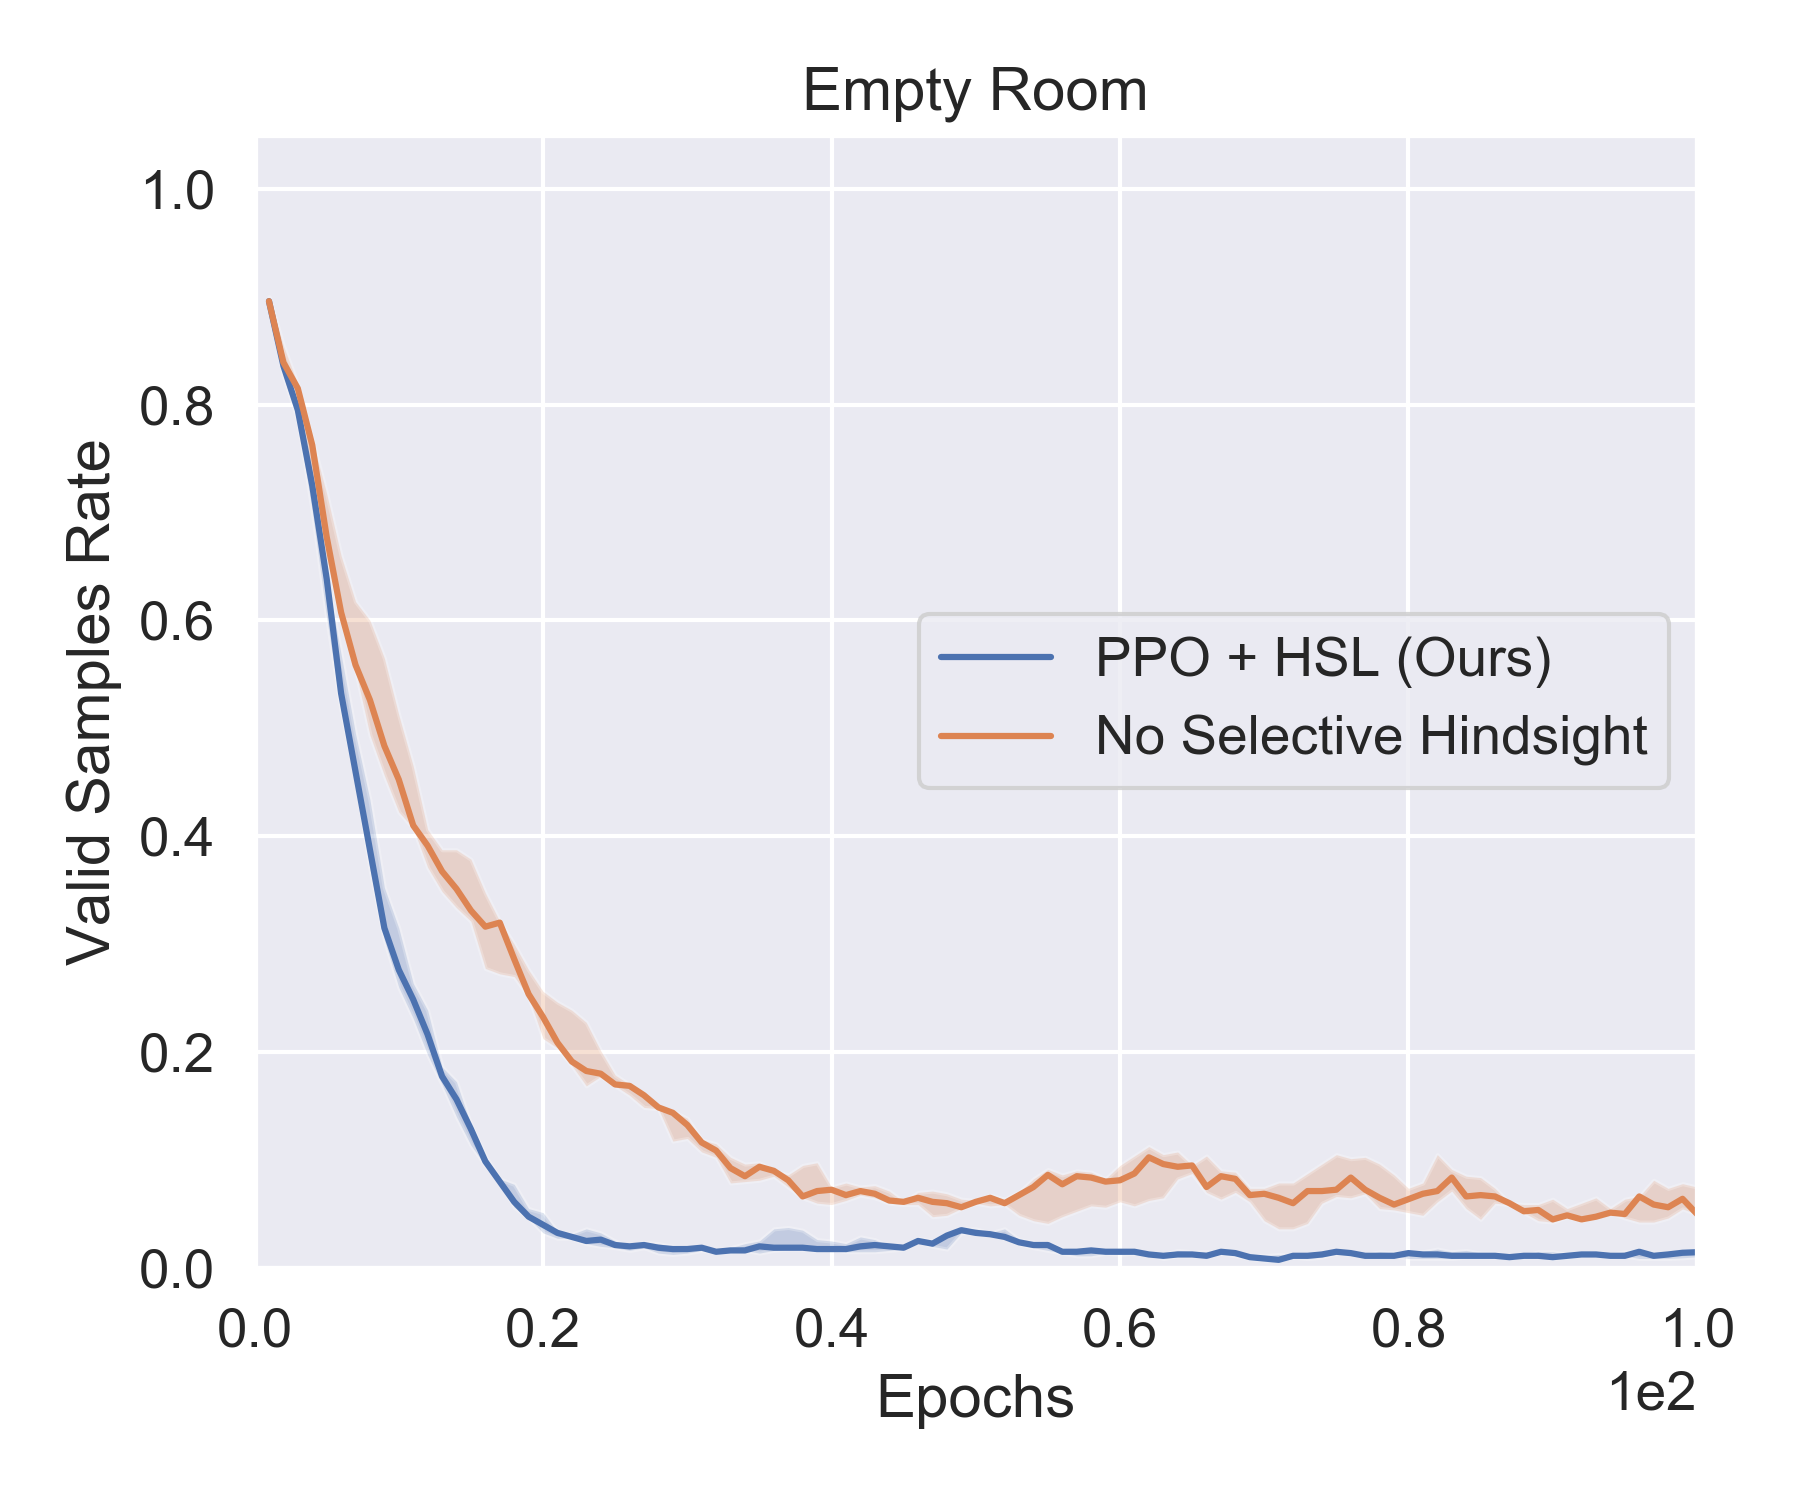 Empty Room
Valid Samples Rate
1.0
0.8
0.6
0.4
0.2
0.0
PPO + HSL (Ours)
No Selective Hindsight
0.0 0.2 0.4 0.6 0.8 1.0
Epochs
1e2